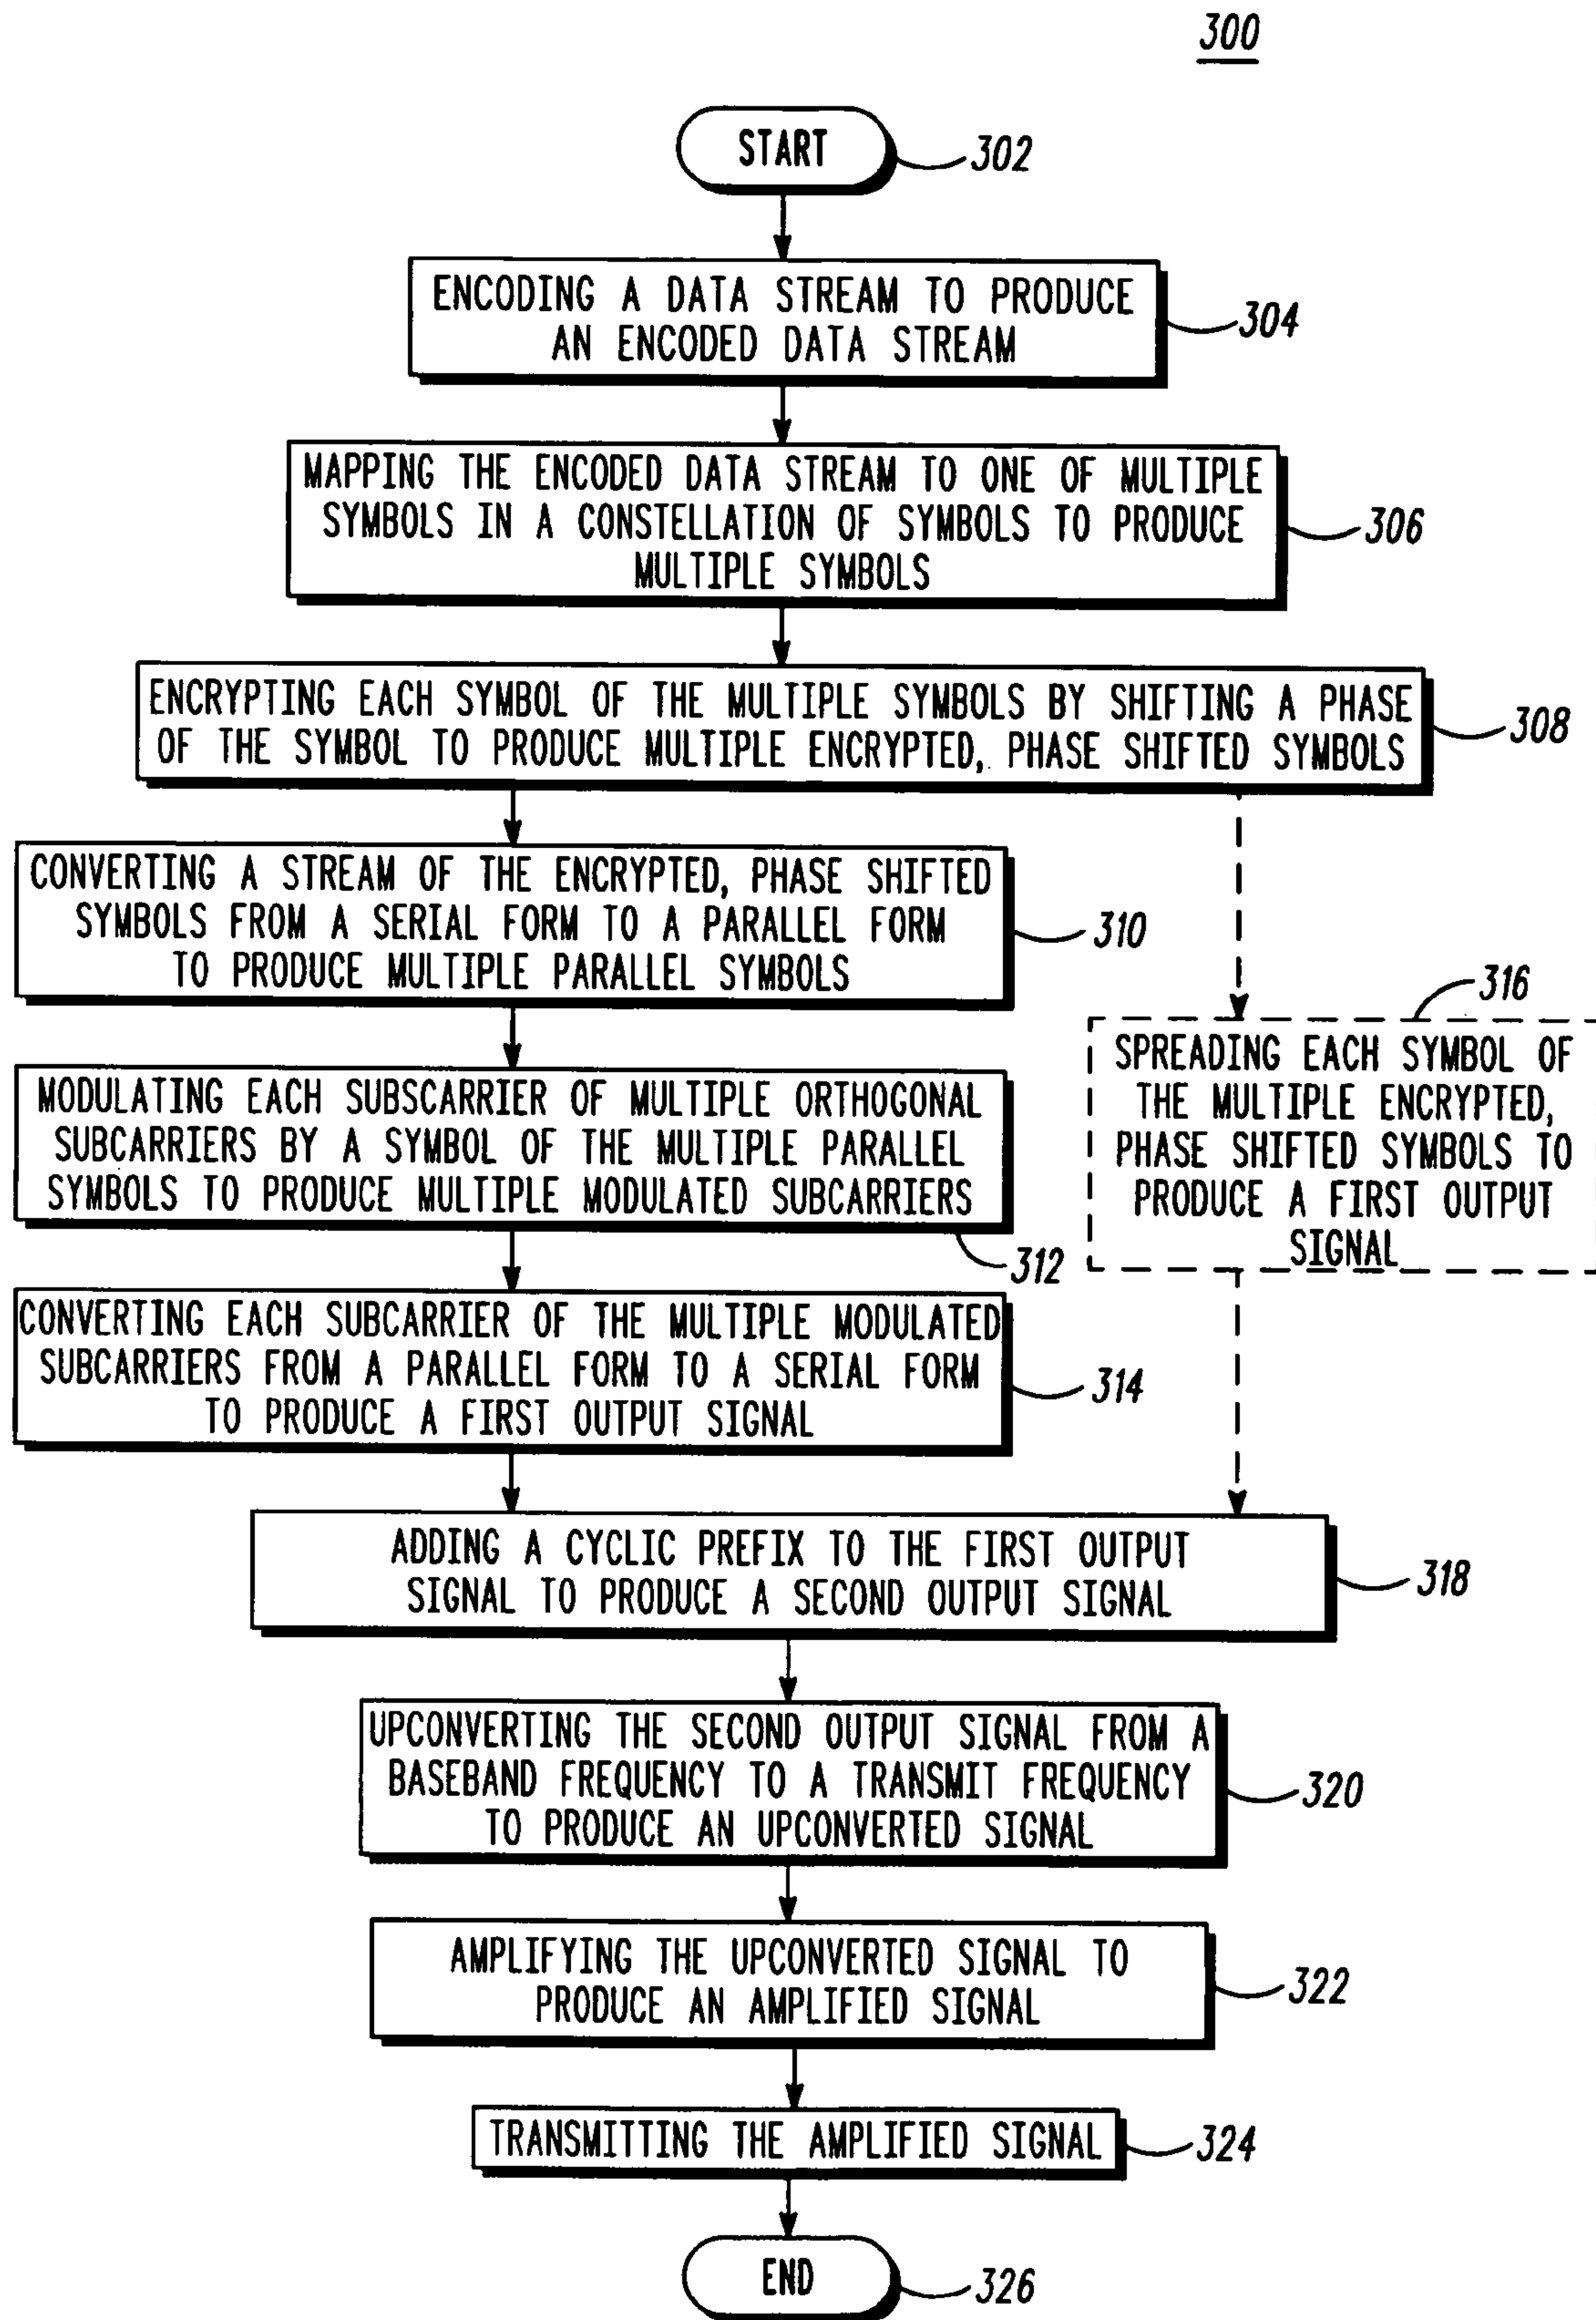 300
START
302
ENCODING A DATA STREAM TO PRODUCE
AN ENCODED DATA STREAM
304
MAPPING THE ENCODED DATA STREAM TO ONE OF MULTIPLE
SYMBOLS IN A CONSTELLATION OF SYMBOLS TO PRODUCE
MULTIPLE SYMBOLS
306
ENCRYPTING EACH SYMBOL OF THE MULTIPLE SYMBOLS BY SHIFTING A PHASE
OF THE SYMBOL TO PRODUCE MULTIPLE ENCRYPTED, PHASE SHIFTED SYMBOLS
308
CONVERTING A STREAM OF THE ENCRYPTED, PHASE SHIFTED
SYMBOLS FROM A SERIAL FORM TO A PARALLEL FORM
TO PRODUCE MULTIPLE PARALLEL SYMBOLS
310
MODULATING EACH SUBSCARRIER OF MULTIPLE ORTHOGONAL
SUBCARRIERS BY A SYMBOL OF THE MULTIPLE PARALLEL
SYMBOLS TO PRODUCE MULTIPLE MODULATED SUBCARRIERS
312
CONVERTING EACH SUBCARRIER OF THE MULTIPLE MODULATED
SUBCARRIERS FROM A PARALLEL FORM TO A SERIAL FORM
TO PRODUCE A FIRST OUTPUT SIGNAL
314
316
SPREADING EACH SYMBOL OF
THE MULTIPLE ENCRYPTED,
PHASE SHIFTED SYMBOLS TO
PRODUCE A FIRST OUTPUT
SIGNAL
ADDING A CYCLIC PREFIX TO THE FIRST OUTPUT
SIGNAL TO PRODUCE A SECOND OUTPUT SIGNAL
318
UPCONVERTING THE SECOND OUTPUT SIGNAL FROM A
BASEBAND FREQUENCY TO A TRANSMIT FREQUENCY
TO PRODUCE AN UPCONVERTED SIGNAL
320
AMPLIFYING THE UPCONVERTED SIGNAL TO
PRODUCE AN AMPLIFIED SIGNAL
322
TRANSMITTING THE AMPLIFIED SIGNAL
324
END
326